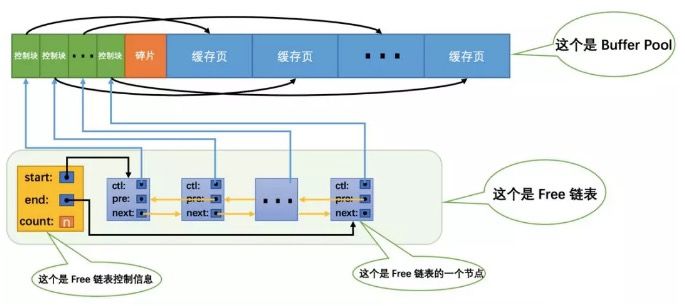 控制块 控制块 ▪▪▪ 控制块 碎片 缓存页 缓存页 ▪▪▪ 缓存页
这个是 Buffer Pool
start:
end:
count: n
ctl:
pre:
next:
ctl:
pre:
next:
▪▪▪
ctl:
pre:
next:
这个是 Free 链表
这个是 Free 链表控制信息
这个是 Free 链表的一个节点